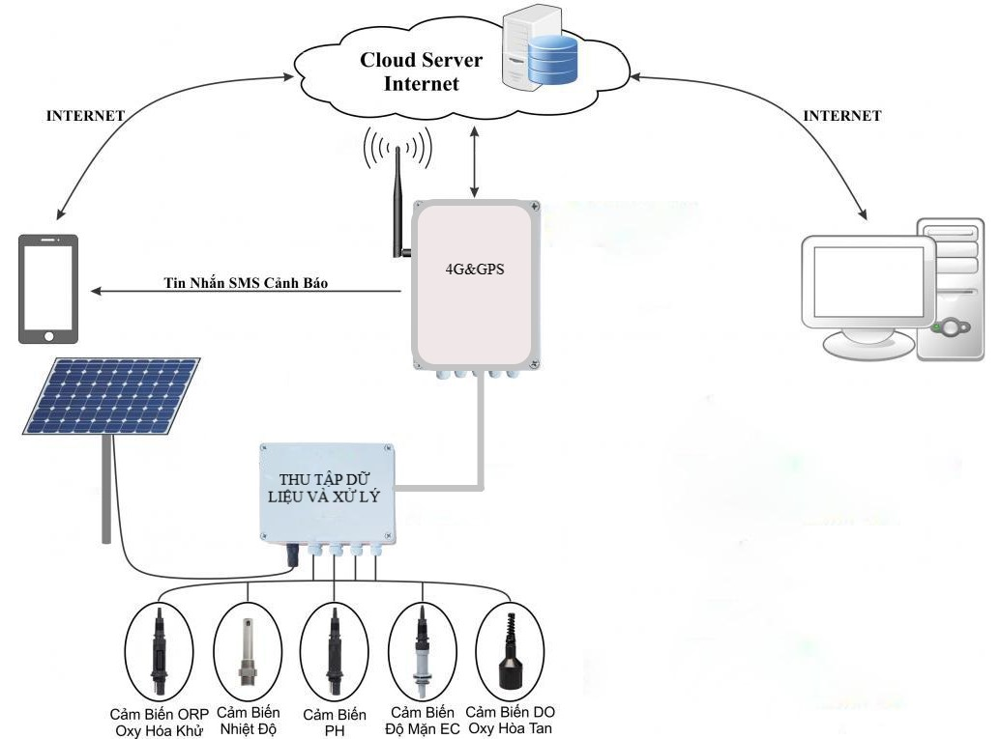 Cloud Server
Internet
INTERNET
INTERNET
4G&GPS
Tin Nhắn SMS Cảnh Báo
THU TẬP DỮ
LIỆU VÀ XỬ LÝ
Cảm Biến ORP
Oxy Hóa Khử
Cảm Biến
Nhiệt Độ
Cảm Biến
PH
Cảm Biến
Độ Mặn EC
Cảm Biến DO
Oxy Hòa Tan